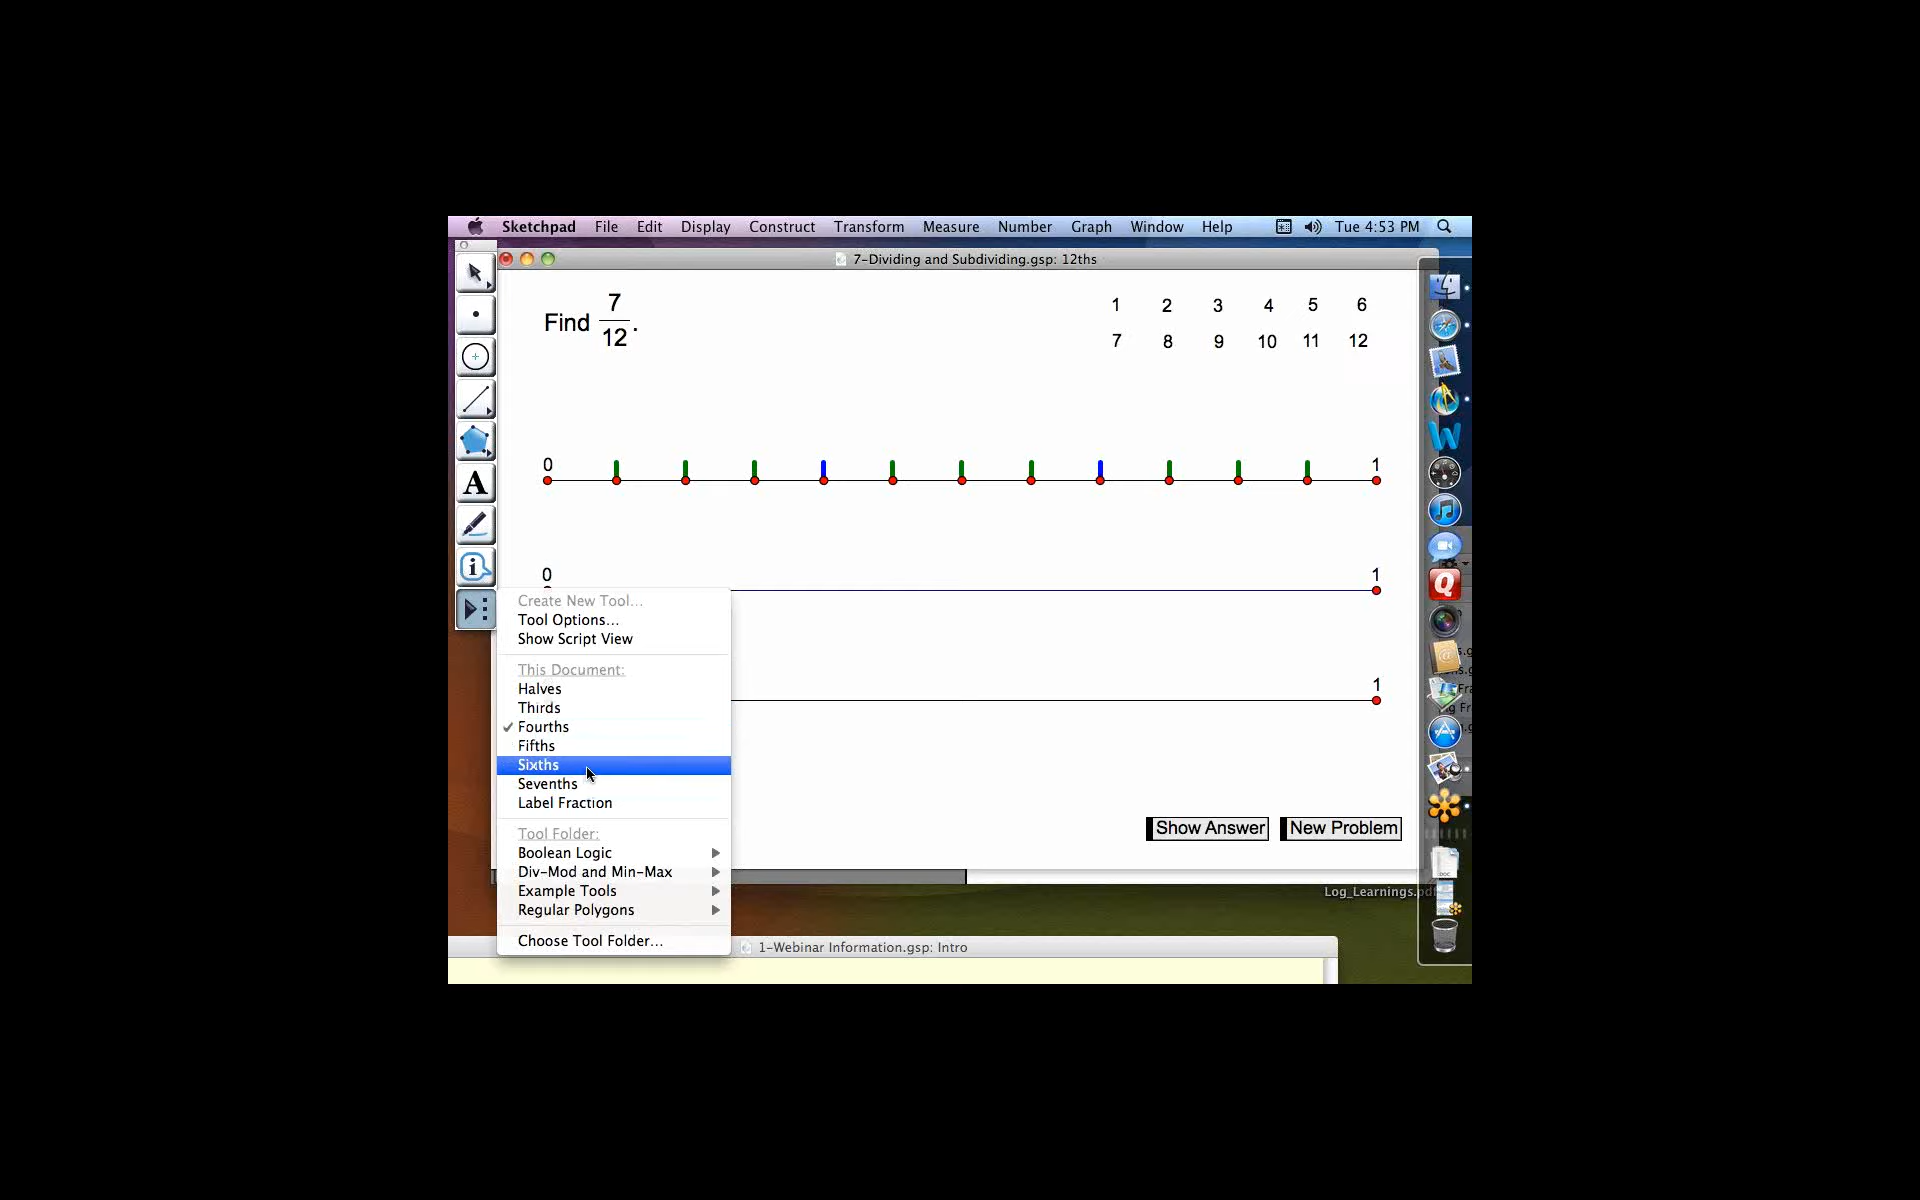 Sketchpad File Edit Display Construct Transform Measure Number Graph Window Help Tue 4:53 PM
7-Dividing and Subdividing.gsp: 12ths
Find 7/12.
1 2 3 4 5 6
7 8 9 10 11 12
0 1
0 1
1
A
Create New Tool...
Tool Options...
Show Script View
This Document:
Halves
Thirds
✓ Fourths
Fifths
Sixths
Sevenths
Label Fraction
Tool Folder:
Boolean Logic
Div-Mod and Min-Max
Example Tools
Regular Polygons
Choose Tool Folder...
Show Answer New Problem
1-Webinar Information.gsp: Intro